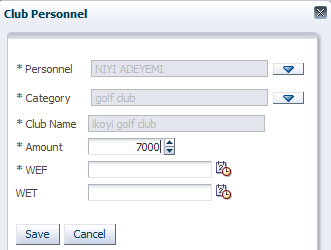 Club Personnel
* Personnel NIYI ADEYEMI
* Category golf club
* Club Name ikoyi golf club
* Amount 7000
* WEF
WET
Save Cancel